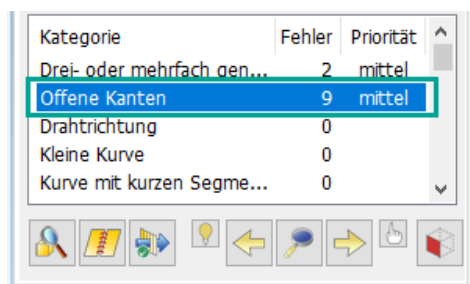 Kategorie Fehler Priorität
Drei- oder mehrfach gen... 2 mittel
Offene Kanten 9 mittel
Drahtrichtung 0
Kleine Kurve 0
Kurve mit kurzen Segme... 0